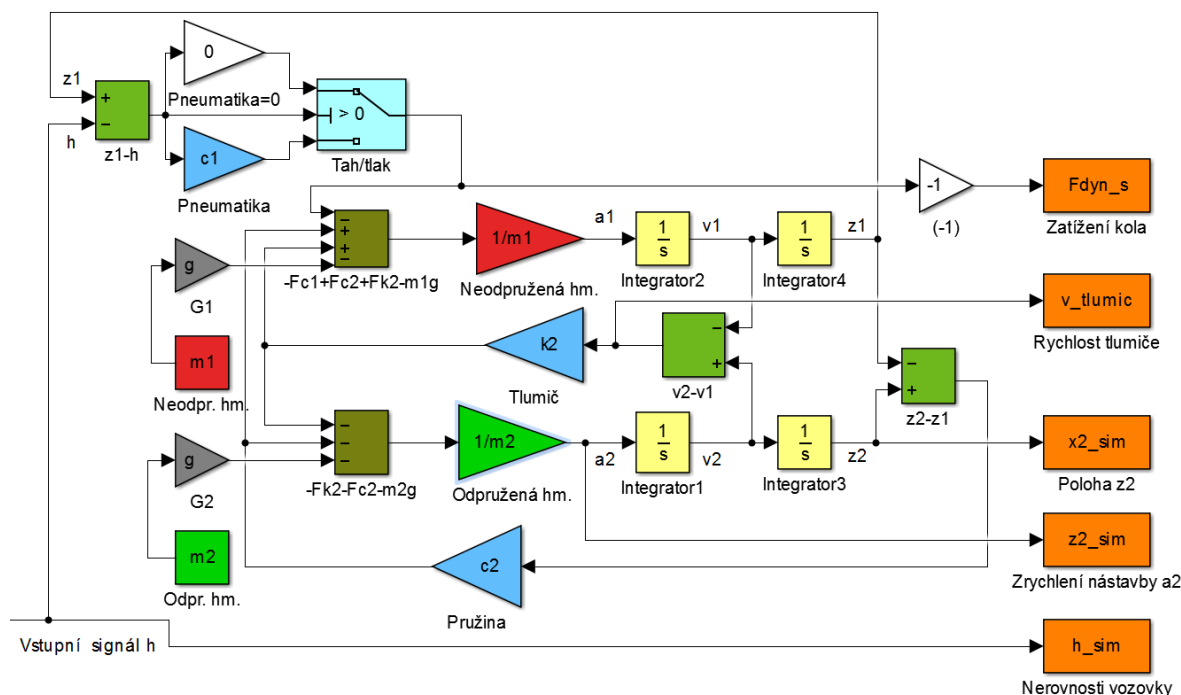 0
z1
+
−
Pneumatika=0
> 0
h
z1-h
c1
Tah/tlak
Pneumatika
-1
(-1)
Fdyn_s
Zatížení kola
−
+
+
−
-Fc1+Fc2+Fk2-m1g
1/m1
Neodpružená hm.
a1
1
s
Integrator2
v1
1
s
Integrator4
z1
g
G1
m1
Neodpr. hm.
k2
Tlumič
−
+
v2-v1
v_tlumic
Rychlost tlumiče
−
+
z2-z1
−
−
−
-Fk2-Fc2-m2g
1/m2
Odpružená hm.
a2
1
s
Integrator1
v2
1
s
Integrator3
z2
x2_sim
Poloha z2
g
G2
m2
Odpr. hm.
c2
Pružina
z2_sim
Zrychlení nástavby a2
Vstupní signál h
h_sim
Nerovnosti vozovky